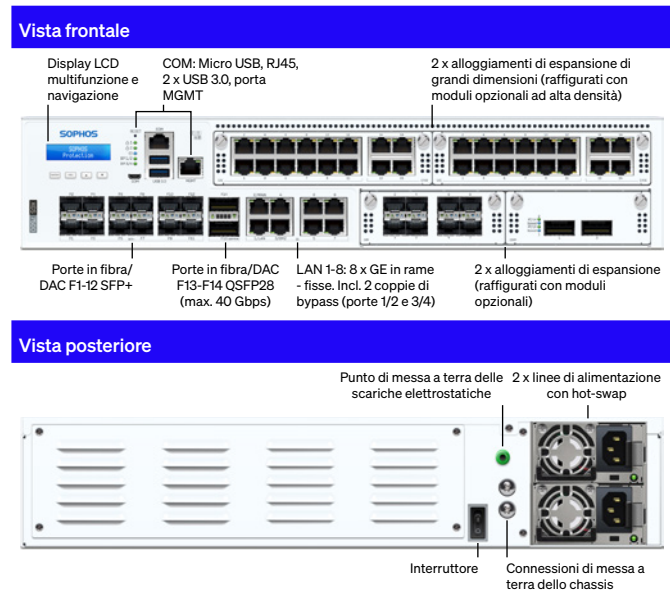 Vista frontale
Display LCD
multifunzione e
navigazione
COM: Micro USB, RJ45,
2 x USB 3.0, porta
MGMT
2 x alloggiamenti di espansione di
grandi dimensioni (raffigurati con
moduli opzionali ad alta densità)
SOPHOS
SOPHOS
Protection
Porte in fibra/
DAC F1-12 SFP+
Porte in fibra/DAC
F13-F14 QSFP28
(max. 40 Gbps)
LAN 1-8: 8 x GE in rame
- fisse. Incl. 2 coppie di
bypass (porte 1/2 e 3/4)
2 x alloggiamenti di espansione
(raffigurati con moduli
opzionali)
Vista posteriore
Punto di messa a terra delle
scariche elettrostatiche
2 x linee di alimentazione
con hot-swap
Interruttore
Connessioni di messa a
terra dello chassis